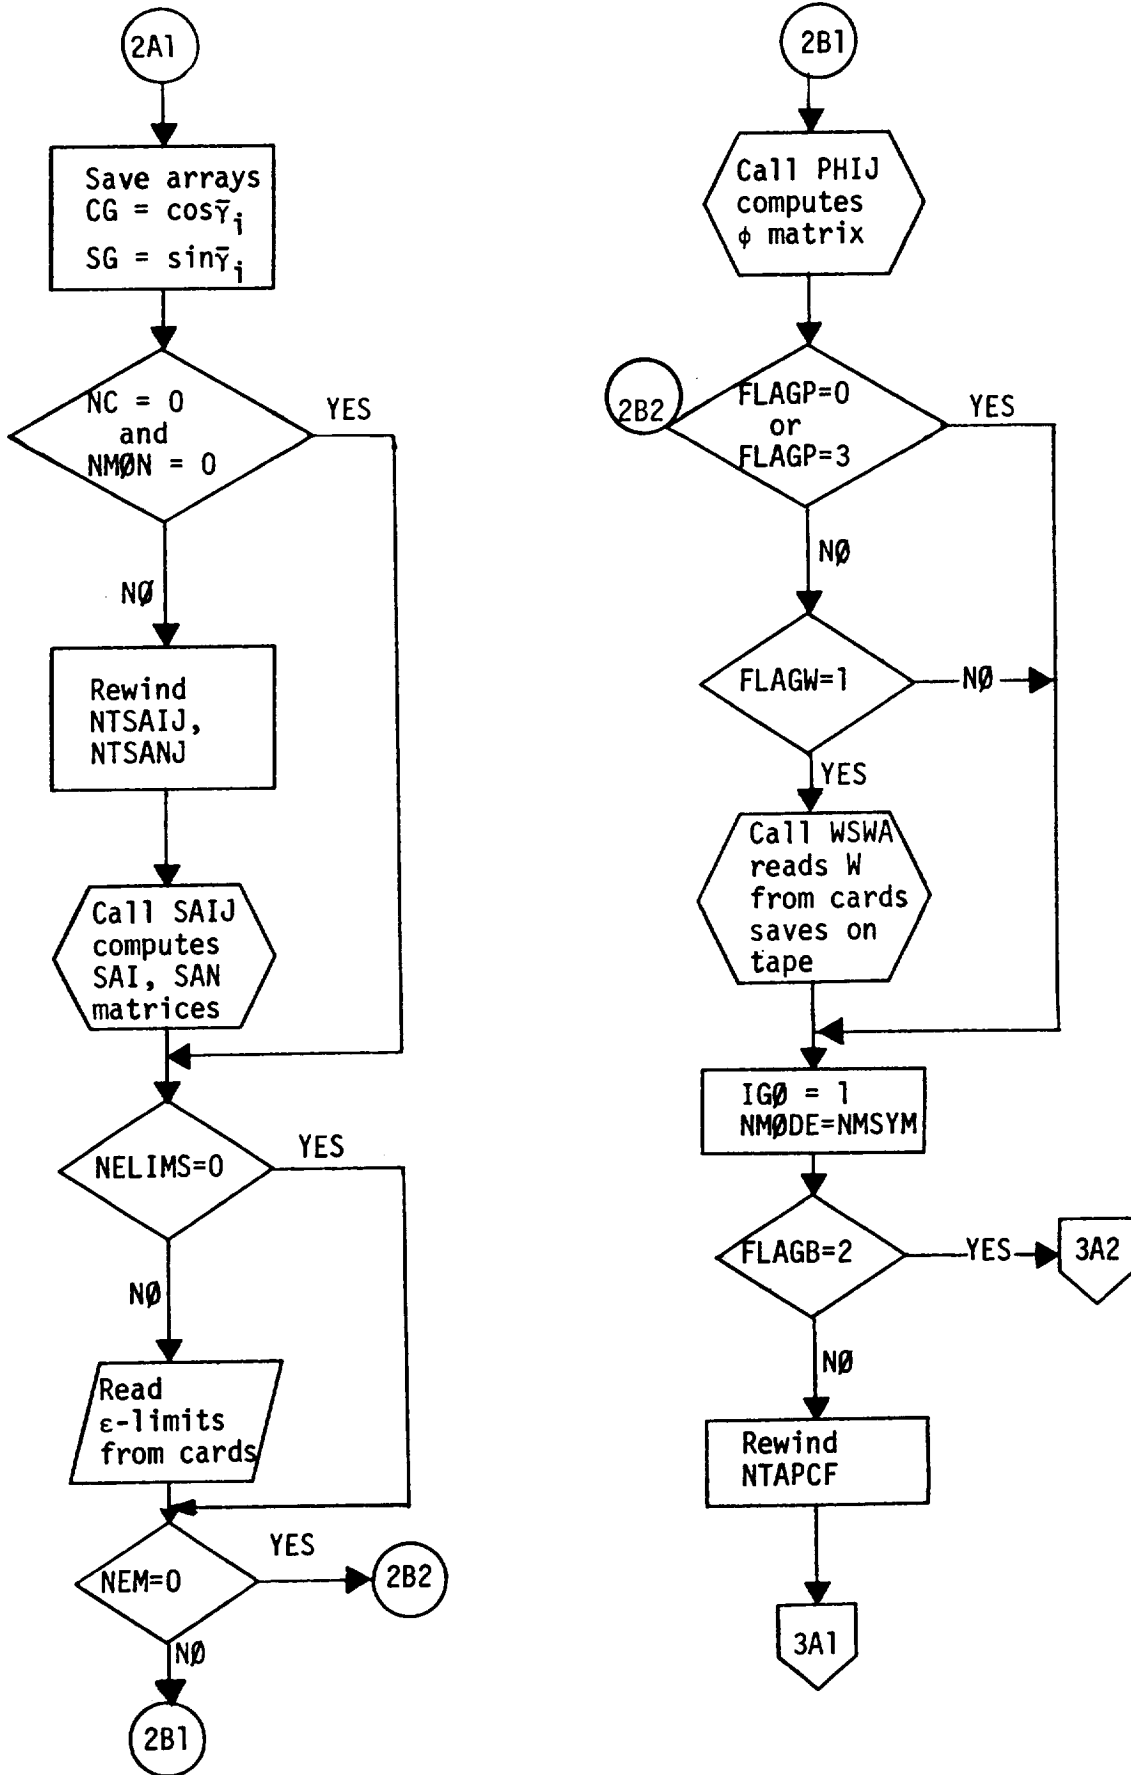 2A1
Save arrays
CG = cosγ̄i
SG = sinγ̄i
NC = 0
and
NMØN = 0
YES
NØ
Rewind
NTSAIJ,
NTSANJ
Call SAIJ
computes
SAI, SAN
matrices
NELIMS=0
YES
NØ
Read
ε-limits
from cards
NEM=0
YES
2B2
NØ
2B1
2B1
Call PHIJ
computes
ϕ matrix
2B2
FLAGP=0
or
FLAGP=3
YES
NØ
FLAGW=1
NØ
YES
Call WSWA
reads W
from cards
saves on
tape
IGØ = 1
NMØDE=NMSYM
FLAGB=2
YES
3A2
NØ
Rewind
NTAPCF
3A1